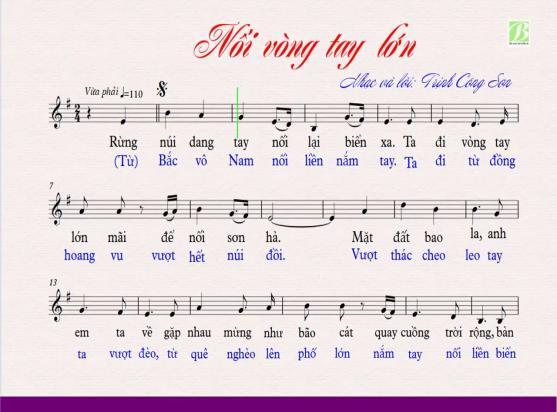 Nối vòng tay lớn
Nhạc và lời: Trịnh Công Sơn
Vừa phải ♩=110
Rừng núi dang tay nối lại biển xa. Ta đi vòng tay
(Từ) Bắc vô Nam nối liền nắm tay. Ta đi từ đồng
7
lớn mãi để nối sơn hà. Mặt đất bao la, anh
hoang vu vượt hết núi đồi. Vượt thác cheo leo tay
13
em ta về gặp nhau mừng như bão cát quay cuồng trời rộng, bàn
ta vượt đèo, từ quê nghèo lên phố lớn nắm tay nối liền biển